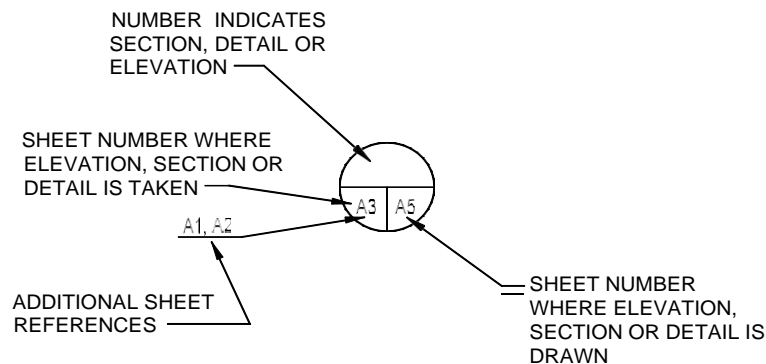 NUMBER INDICATES
SECTION, DETAIL OR
ELEVATION
SHEET NUMBER WHERE
ELEVATION, SECTION OR
DETAIL IS TAKEN
A3 A5
A1, A2
ADDITIONAL SHEET
REFERENCES
SHEET NUMBER
WHERE ELEVATION,
SECTION OR DETAIL IS
DRAWN